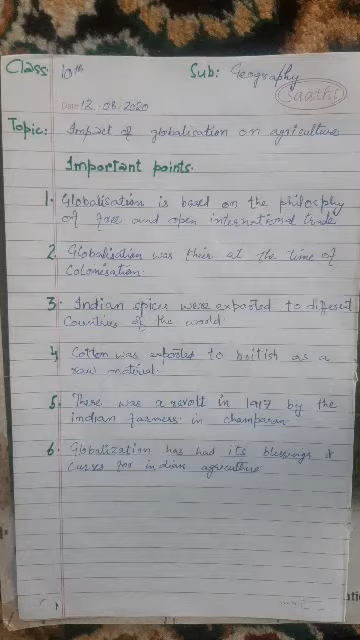 Class: 10th Sub: Geography
Saathi
Date 12.08.2020
Topic: Impact of globalisation on agriculture
Important points.
1. Globalisation is based on the philosphy
of free and open international trade
2. Globalisation was thier at the time of
Colonisation.
3. Indian spices were exported to different
Countries of the world.
4 Cotton was exported to british as a
raw material.
5. There was a revolt in 1917 by the
indian farmers in champaran.
6. Globalization has had its blessings &
curses for indian agriculture